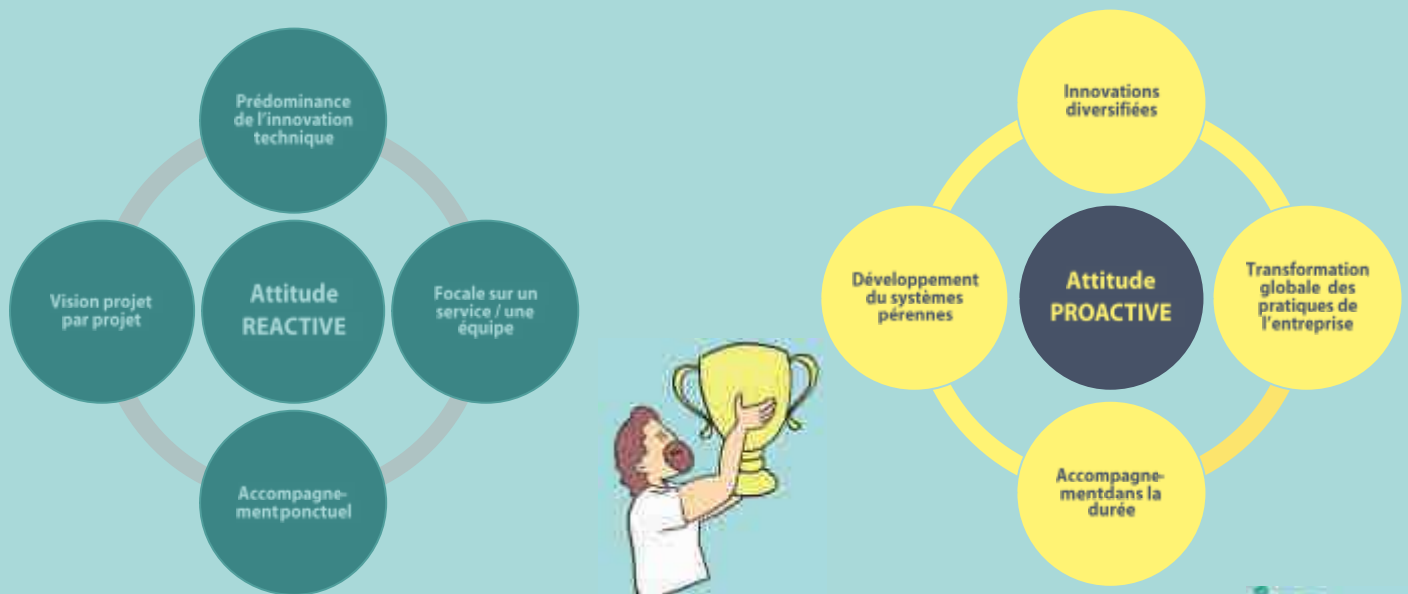 Prédominance
de l'innovation
technique
Vision projet
par projet
Attitude
REACTIVE
Focale sur un
service / une
équipe
Accompagne-
mentponctuel
Innovations
diversifiées
Développement
du systèmes
pérennes
Attitude
PROACTIVE
Transformation
globale des
pratiques de
l'entreprise
Accompagne-
mentdans la
durée